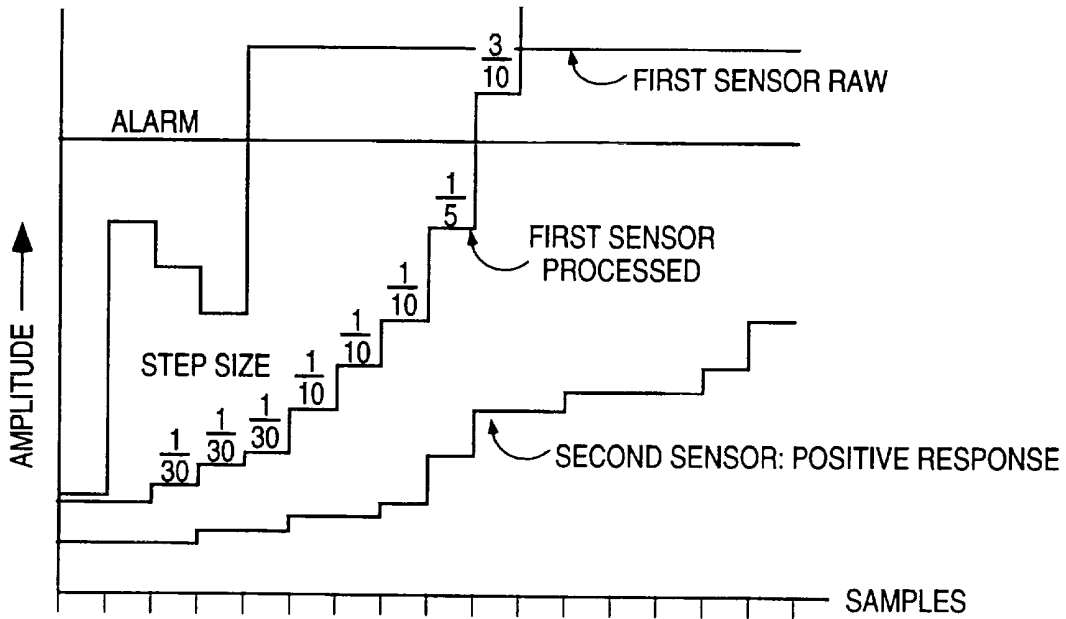 3/10
FIRST SENSOR RAW
ALARM
1/5
FIRST SENSOR
PROCESSED
1/10
1/10
STEP SIZE
1/10
1/30
1/30
1/30
AMPLITUDE
SECOND SENSOR: POSITIVE RESPONSE
SAMPLES